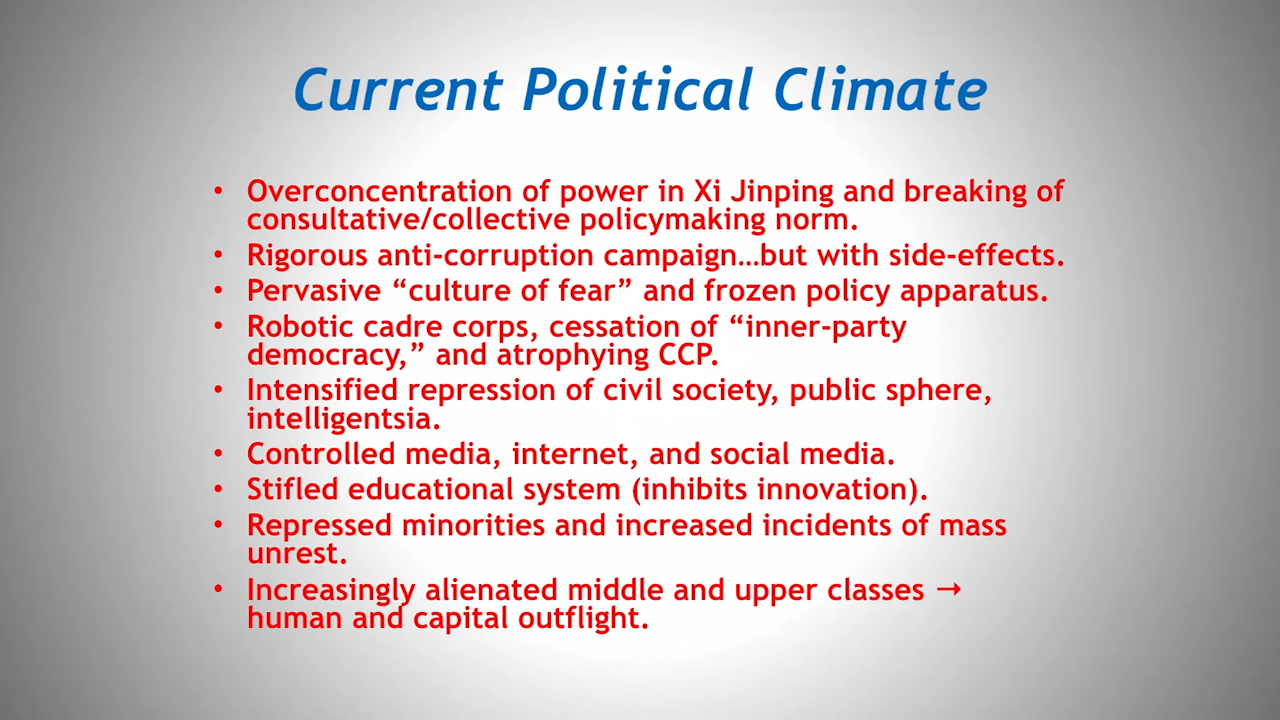 Current Political Climate
• Overconcentration of power in Xi Jinping and breaking of
consultative/collective policymaking norm.
• Rigorous anti-corruption campaign…but with side-effects.
• Pervasive “culture of fear” and frozen policy apparatus.
• Robotic cadre corps, cessation of “inner-party
democracy,” and atrophying CCP.
• Intensified repression of civil society, public sphere,
intelligentsia.
• Controlled media, internet, and social media.
• Stifled educational system (inhibits innovation).
• Repressed minorities and increased incidents of mass
unrest.
• Increasingly alienated middle and upper classes →
human and capital outflight.